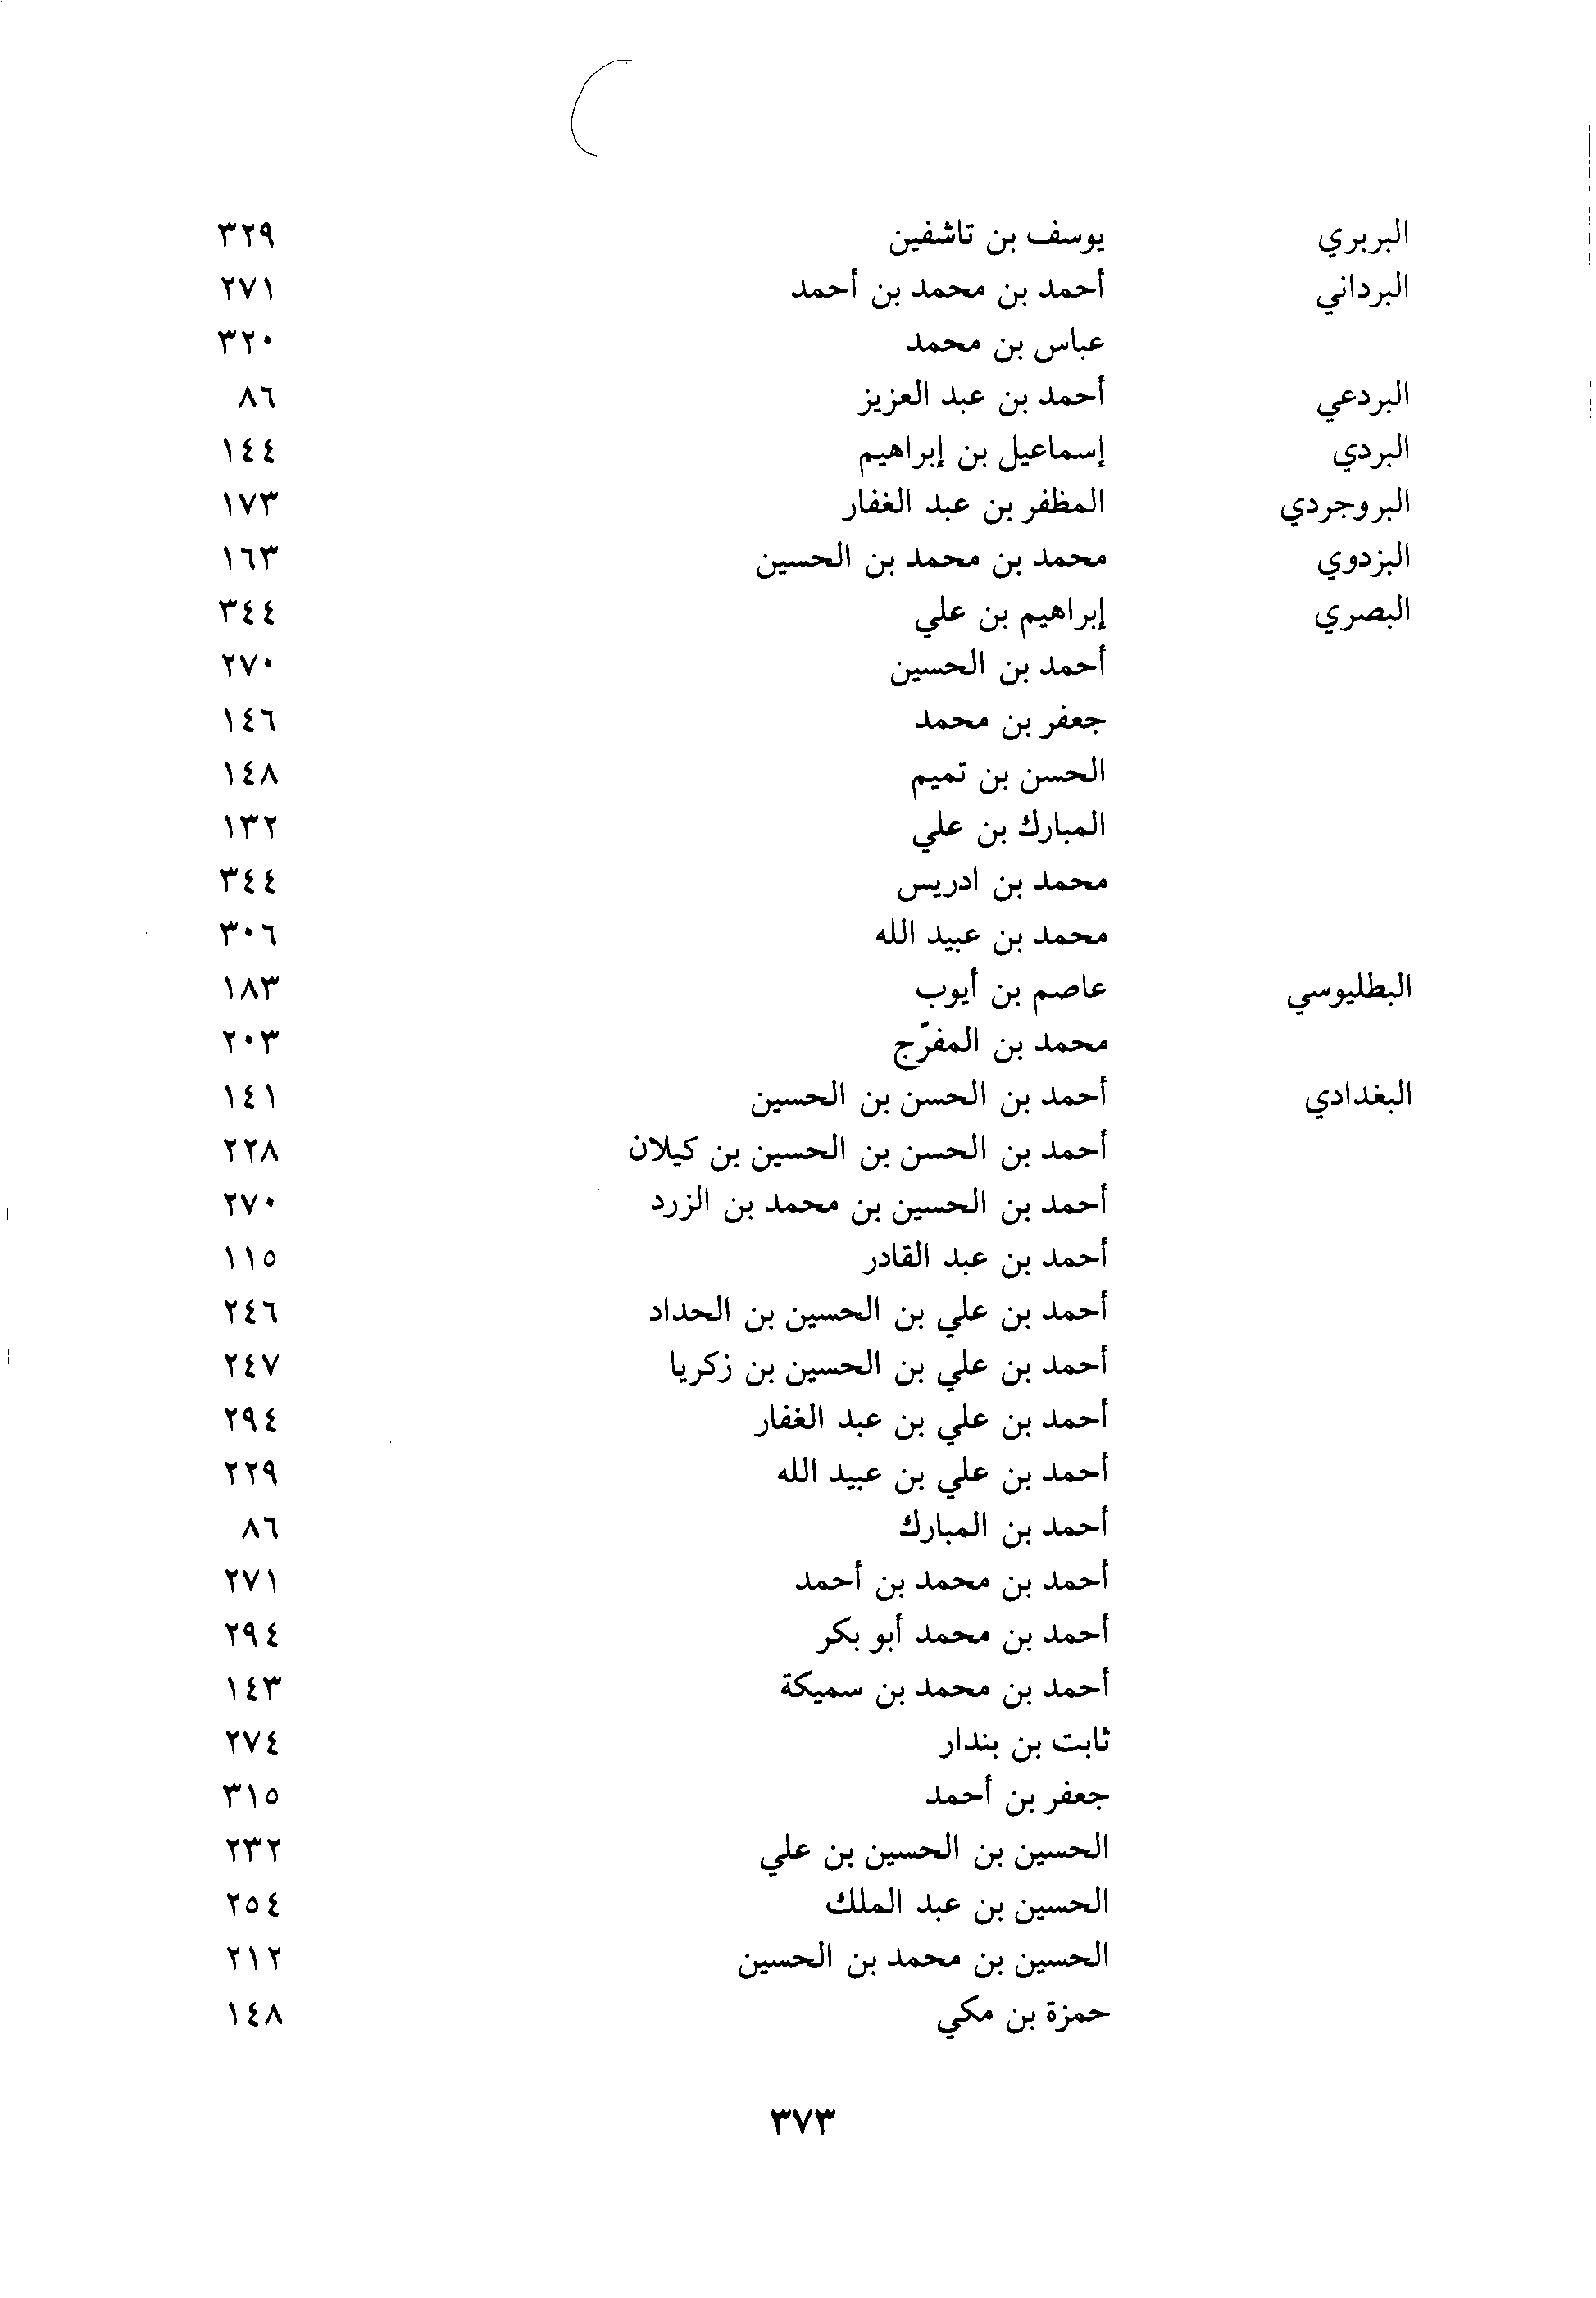 البربري يوسف بن تاشفين ٣٢٩
البرداني أحمد بن محمد بن أحمد ٢٧١
عباس بن محمد ٣٢٠
البردعي أحمد بن عبد العزيز ٨٦
البردي إسماعيل بن إبراهيم ١٤٤
البروجردي المظفر بن عبد الغفار ١٧٣
البزدوي محمد بن محمد بن الحسين ١٦٣
البصري إبراهيم بن علي ٣٤٤
أحمد بن الحسين ٢٧٠
جعفر بن محمد ١٤٦
الحسن بن تميم ١٤٨
المبارك بن علي ١٣٢
محمد بن ادريس ٣٤٤
محمد بن عبيد الله ٣٠٦
البطليوسي عاصم بن أيوب ١٨٣
محمد بن المفرّج ٢٠٣
البغدادي أحمد بن الحسن بن الحسين ١٤١
أحمد بن الحسن بن الحسين بن كيلان ٢٢٨
أحمد بن الحسين بن محمد بن الزرد ٢٧٠
أحمد بن عبد القادر ١١٥
أحمد بن علي بن الحسين بن الحداد ٢٤٦
أحمد بن علي بن الحسين بن زكريا ٢٤٧
أحمد بن علي بن عبد الغفار ٢٩٤
أحمد بن علي بن عبيد الله ٢٢٩
أحمد بن المبارك ٨٦
أحمد بن محمد بن أحمد ٢٧١
أحمد بن محمد أبو بكر ٢٩٤
أحمد بن محمد بن سميكة ١٤٣
ثابت بن بندار ٢٧٤
جعفر بن أحمد ٣١٥
الحسين بن الحسين بن علي ٢٣٢
الحسين بن عبد الملك ٢٥٤
الحسين بن محمد بن الحسين ٢١٢
حمزة بن مكي ١٤٨
٣٧٣